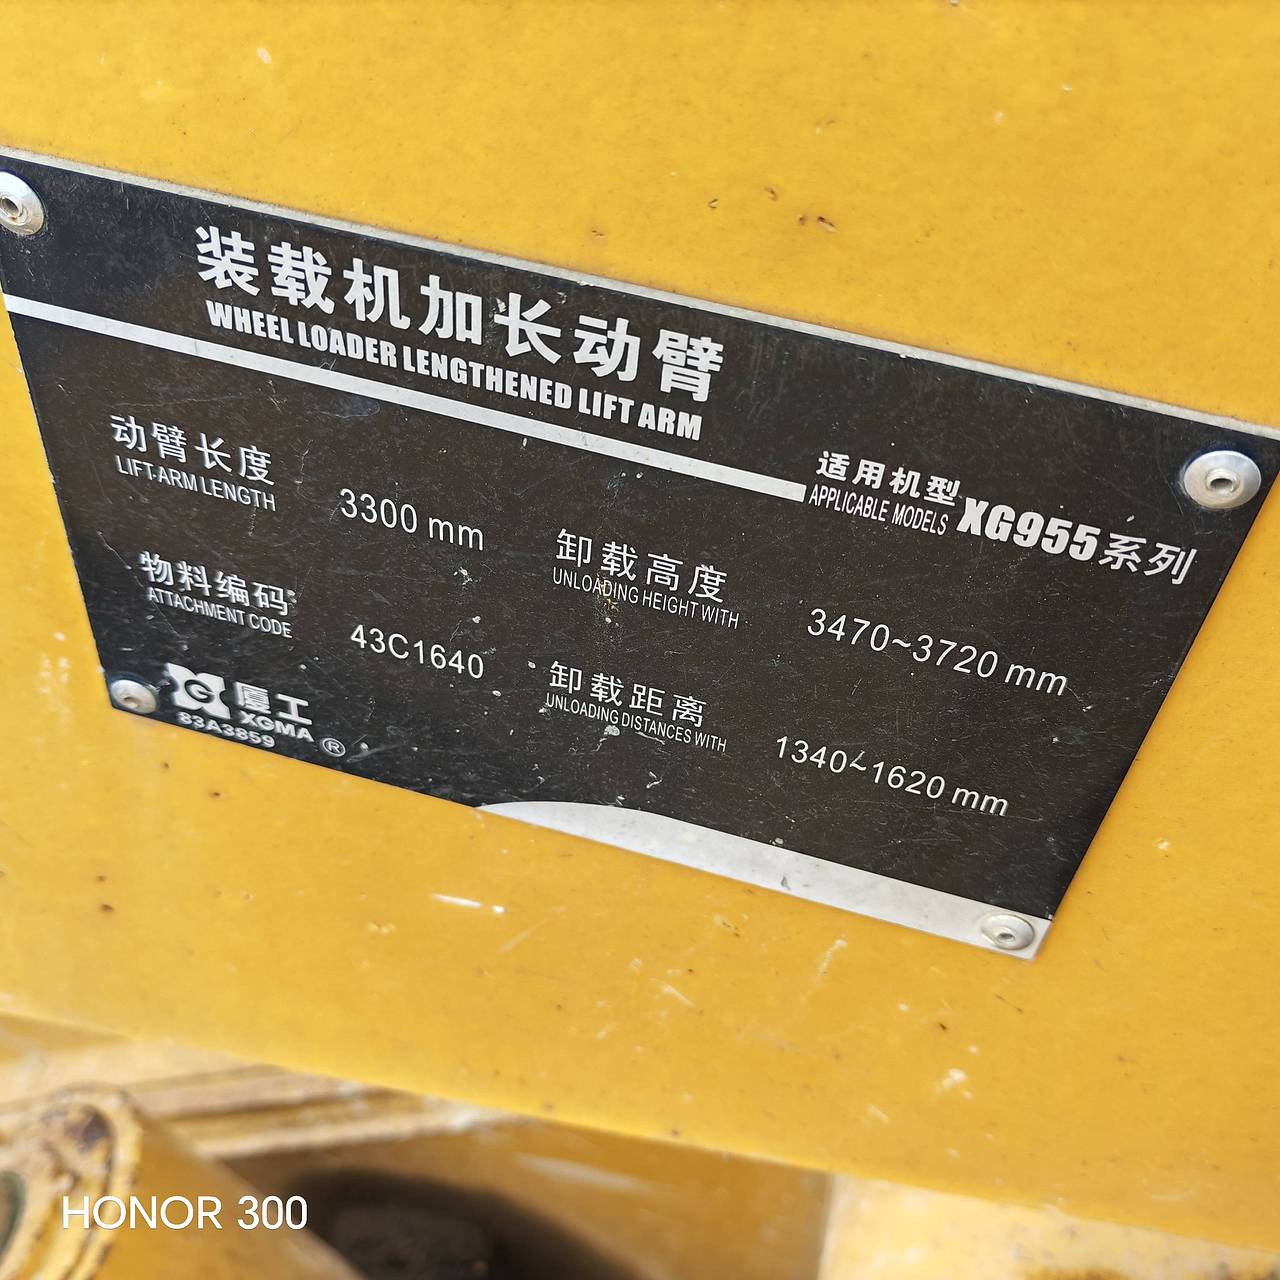 装载机加长动臂
WHEEL LOADER LENGTHENED LIFT ARM
适用机型
APPLICABLE MODELS XG955系列
动臂长度
LIFT ARM LENGTH
3300 mm
卸载高度
UNLOADING HEIGHT WITH
3470~3720 mm
物料编码
ATTACHMENT CODE
43C1640
卸载距离
UNLOADING DISTANCES WITH
1340~1620 mm
G 厦工
XGMA ®
83A3859
HONOR 300